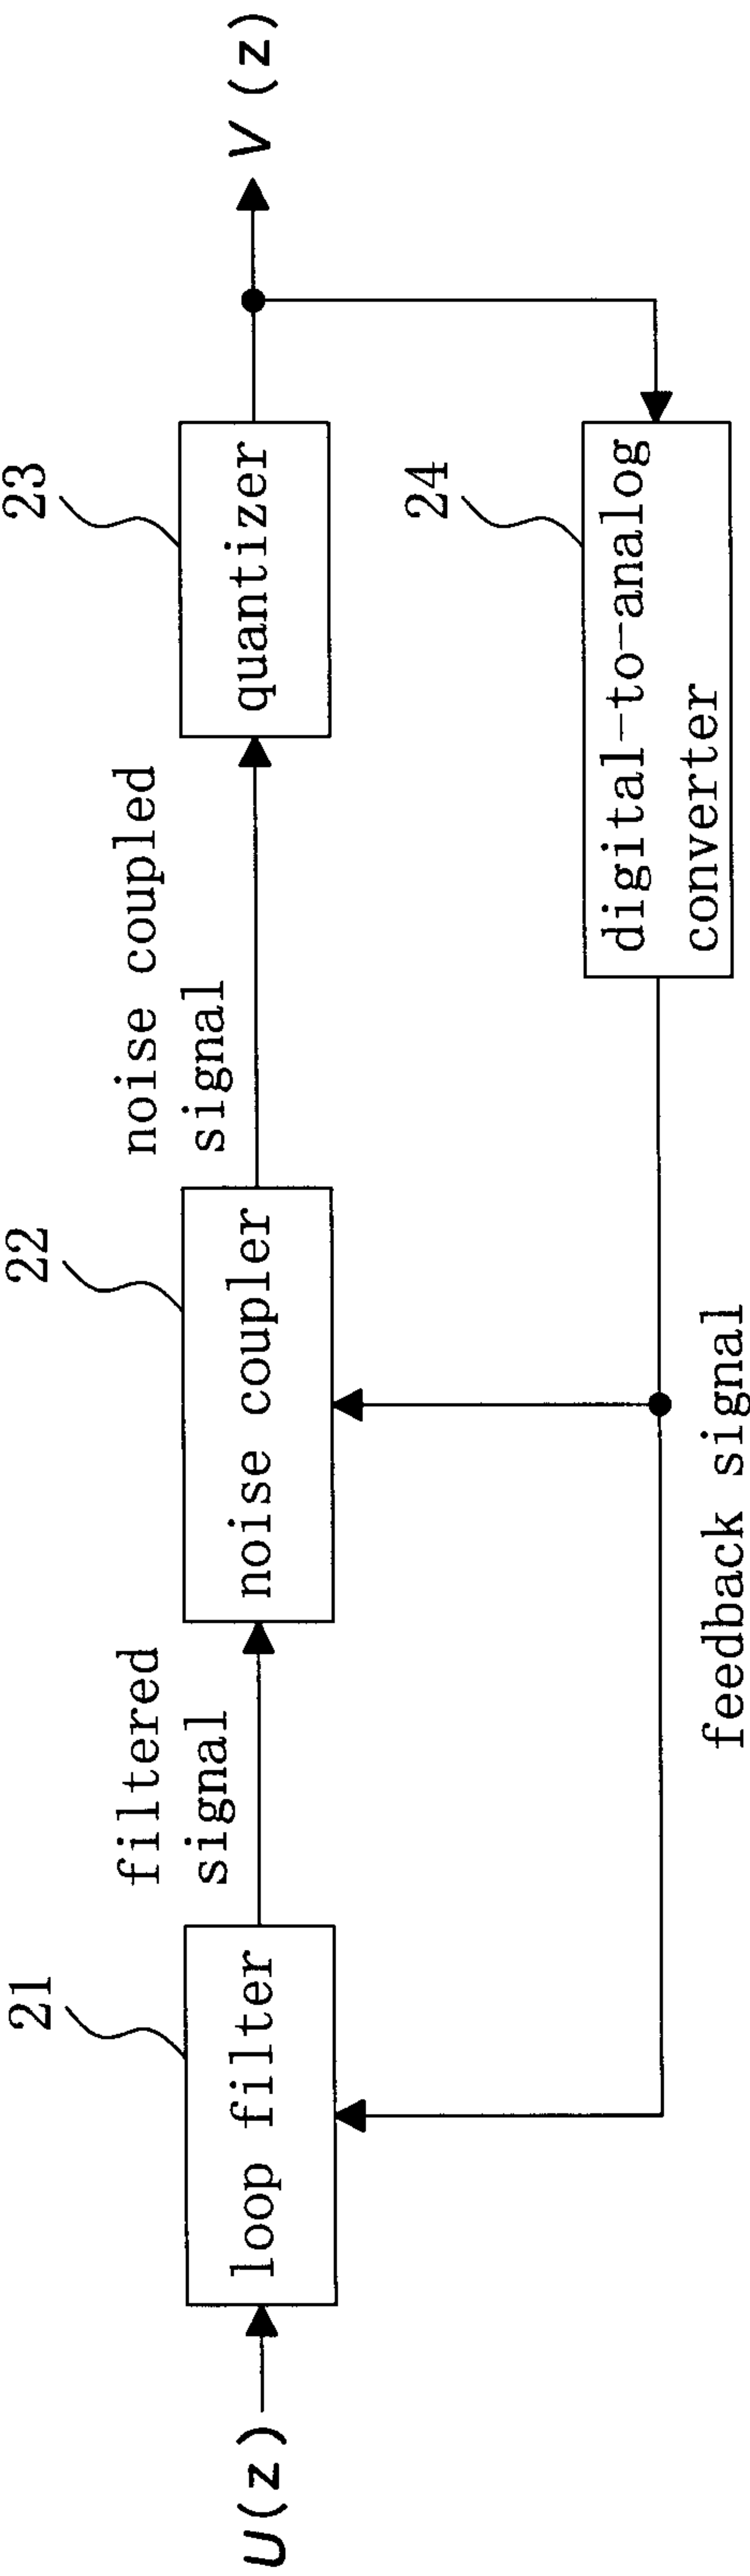 21
22
23
filtered
signal
noise coupled
signal
U(z)
loop filter
noise coupler
quantizer
V(z)
24
digital-to-analog
converter
feedback signal